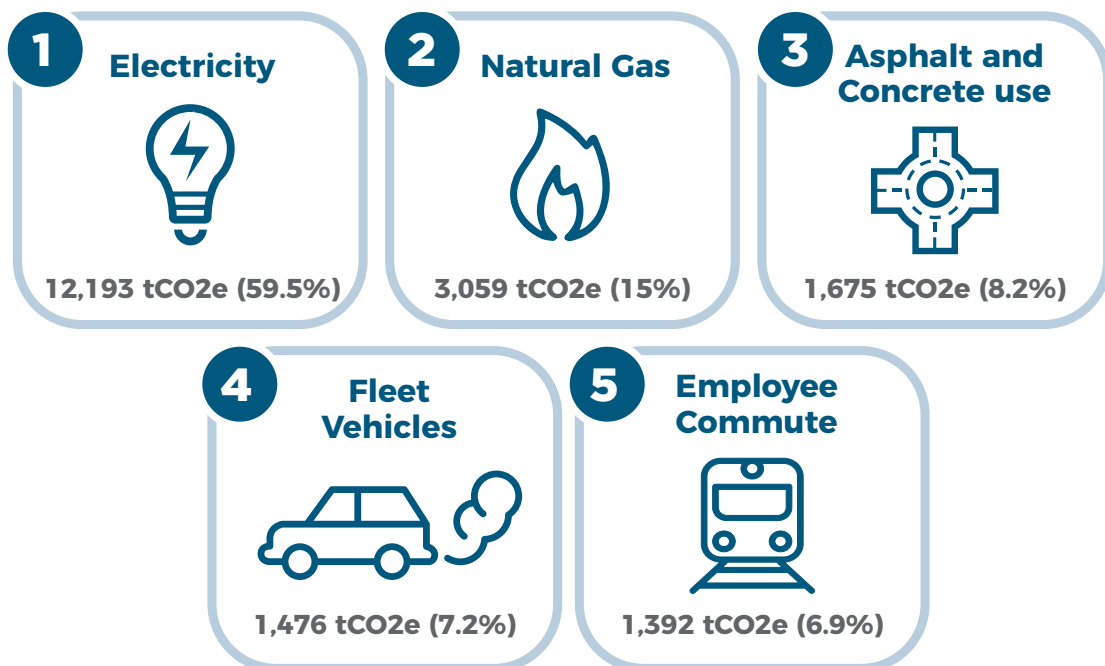 1
Electricity
12,193 tCO2e (59.5%)
2
Natural Gas
3,059 tCO2e (15%)
3
Asphalt and
Concrete use
1,675 tCO2e (8.2%)
4
Fleet
Vehicles
1,476 tCO2e (7.2%)
5
Employee
Commute
1,392 tCO2e (6.9%)